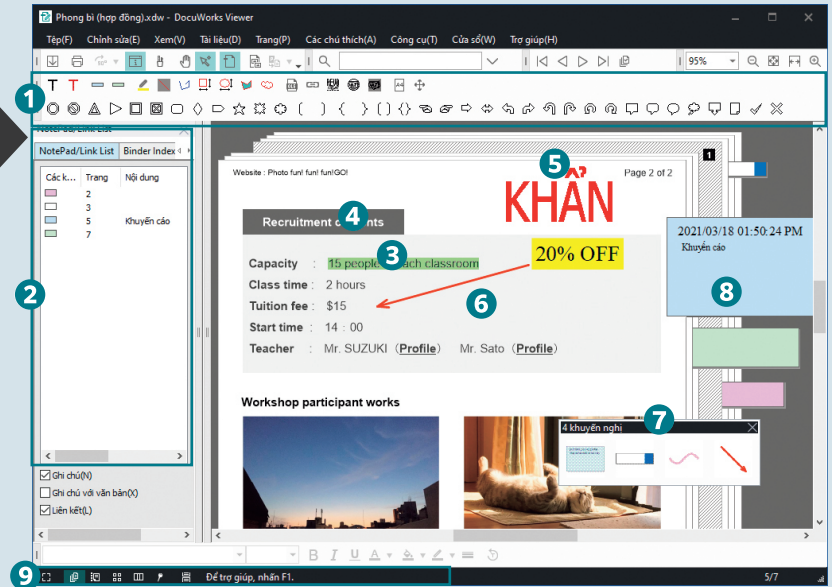 Phong bì (hợp đồng).xdw - DocuWorks Viewer
Tệp(F) Chỉnh sửa(E) Xem(V) Tài liệu(D) Trang(P) Các chú thích(A) Công cụ(T) Cửa sổ(W) Trợ giúp(H)
95%
T T
1
NotePad/Link List
NotePad/Link List Binder Index
Các k... Trang Nội dung
2
3
5 Khuyến cáo
7
2
Ghi chú(N)
Ghi chú với văn bản(X)
Liên kết(L)
Website : Photo fun! fun! fun!GO!
5
Page 2 of 2
1
KHẨN
Recruitment
4
nts
3
20% OFF
Capacity : 15 people
ach classroom
Class time : 2 hours
6
Tuition fee : $15
Start time : 14 : 00
Teacher : Mr. SUZUKI (Profile) Mr. Sato (Profile)
2021/03/18 01:50:24 PM
Khuyến cáo
8
Workshop participant works
7
4 khuyến nghị
B I U A
9
Để trợ giúp, nhấn F1.
5/7